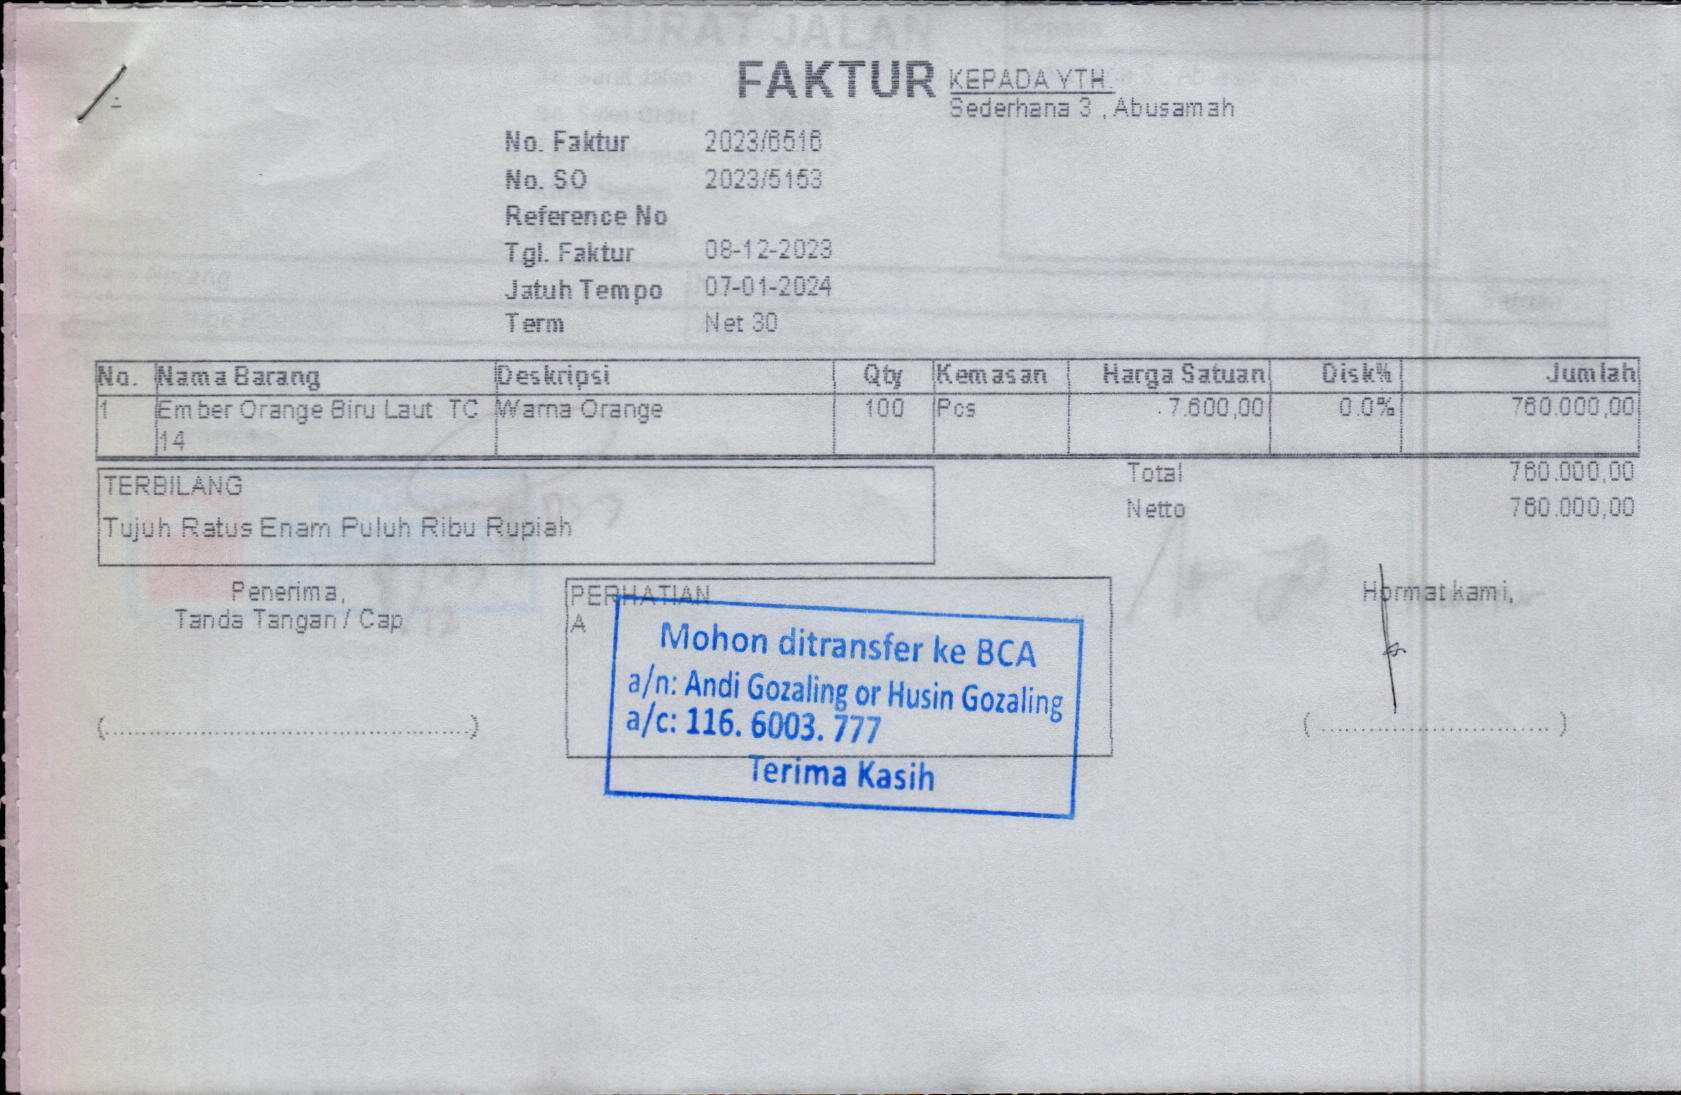 FAKTUR
KEPADA YTH.
Sederhana 3 , Abusamah
No. Faktur 2023/6516
No. SO 2023/5153
Reference No
Tgl. Faktur 08-12-2023
Jatuh Tempo 07-01-2024
Term Net 30
No. Nama Barang Deskripsi Qty Kemasan Harga Satuan Disk% Jumlah
1 Ember Orange Biru Laut TC Warna Orange 100 Pcs 7.600,00 0.0% 760.000,00
14
TERBILANG
Tujuh Ratus Enam Puluh Ribu Rupiah
Total 760.000,00
Netto 760.000,00
Penerima,
Tanda Tangan / Cap
PERHATIAN
A
Mohon ditransfer ke BCA
a/n: Andi Gozaling or Husin Gozaling
a/c: 116. 6003. 777
Terima Kasih
Hormat kami,
(..............................................)
( .............................. )
SURAT JALAN
Kepada